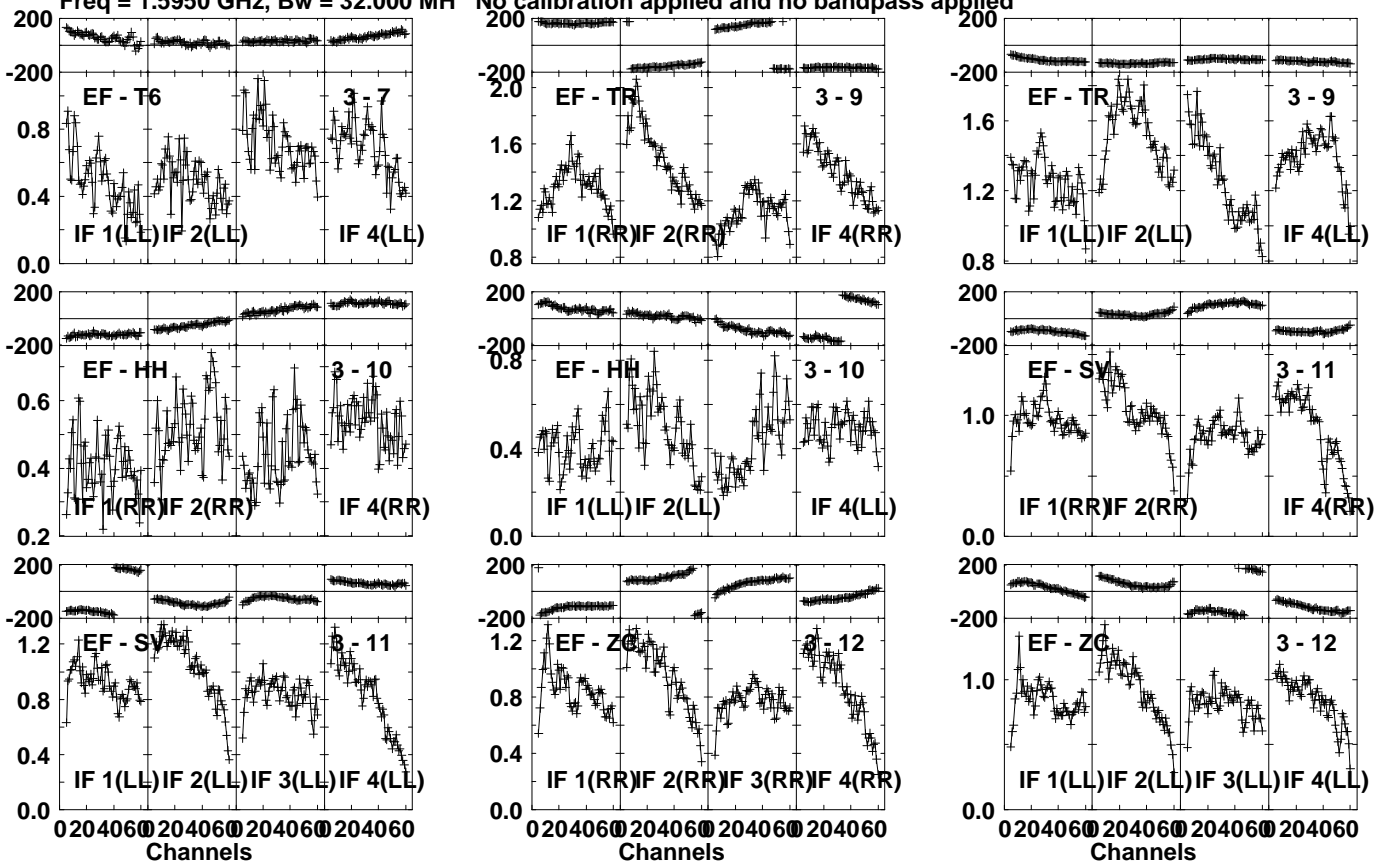 Freq = 1.5950 GHz, Bw = 32.000 MH No calibration applied and no bandpass applied
200 200 200
-200 -200 -200
EF - T6 3 - 7 EF - TR 3 - 9 EF - TR 3 - 9
2.0
0.8 1.6 1.6
0.4 1.2 1.2
IF 1(LL) IF 2(LL) IF 4(LL) IF 1(RR) IF 2(RR) IF 4(RR) IF 1(LL) IF 2(LL) IF 4(LL)
0.0 0.8 0.8
200 200 200
-200 -200 -200
EF - HH 3 - 10 EF - HH 3 - 10 EF - SV 3 - 11
0.6 0.8 1.0
0.4 0.4
IF 1(RR) IF 2(RR) IF 4(RR) IF 1(LL) IF 2(LL) IF 4(LL) IF 1(RR) IF 2(RR) IF 4(RR)
0.2 0.0 0.0
200 200 200
-200 -200 -200
EF - SV 3 - 11 EF - ZC 3 - 12 EF - ZC 3 - 12
1.2 1.2 1.0
0.8 0.8
0.4 0.4
IF 1(LL) IF 2(LL) IF 3(LL) IF 4(LL) IF 1(RR) IF 2(RR) IF 3(RR) IF 4(RR) IF 1(LL) IF 2(LL) IF 3(LL) IF 4(LL)
0.0 0.0 0.0
0 20 40 60 0 20 40 60 0 20 40 60 0 20 40 60 0 20 40 60 0 20 40 60 0 20 40 60 0 20 40 60 0 20 40 60 0 20 40 60 0 20 40 60 0 20 40 60
Channels Channels Channels